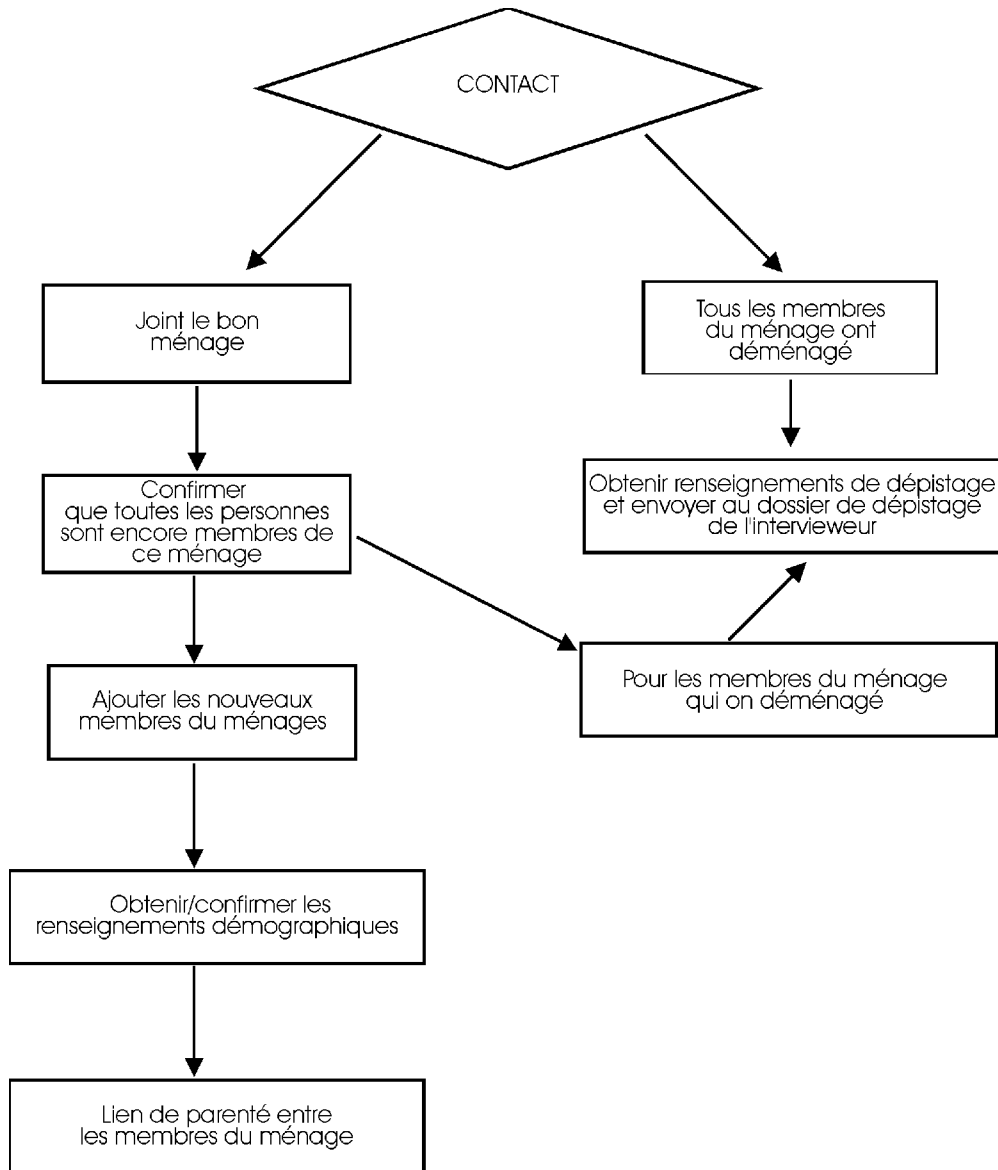 CONTACT
Joint le bon
ménage
Tous les membres
du ménage ont
déménagé
Confirmer
que toutes les personnes
sont encore membres de
ce ménage
Obtenir renseignements de dépistage
et envoyer au dossier de dépistage
de l'intervieweur
Ajouter les nouveaux
membres du ménages
Pour les membres du ménage
qui on déménagé
Obtenir/confirmer les
renseignements démographiques
Lien de parenté entre
les membres du ménage